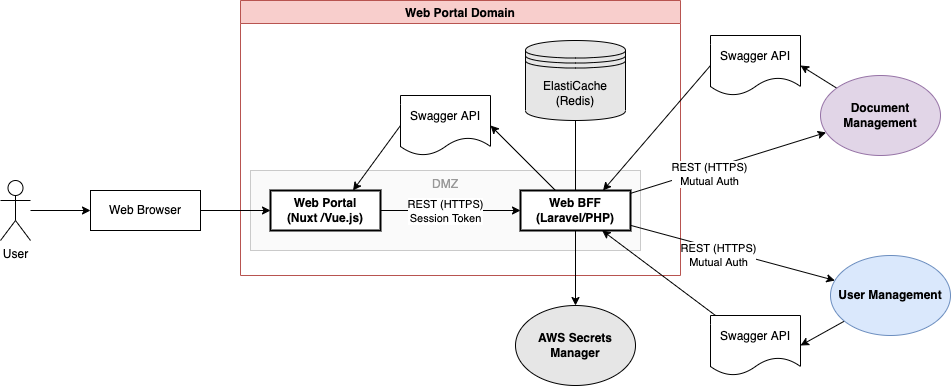 Web Portal Domain
Swagger API
ElastiCache
(Redis)
Swagger API
Document
Management
REST (HTTPS)
Mutual Auth
DMZ
User
Web Browser
Web Portal
(Nuxt /Vue.js)
REST (HTTPS)
Session Token
Web BFF
(Laravel/PHP)
REST (HTTPS)
Mutual Auth
User Management
AWS Secrets
Manager
Swagger API